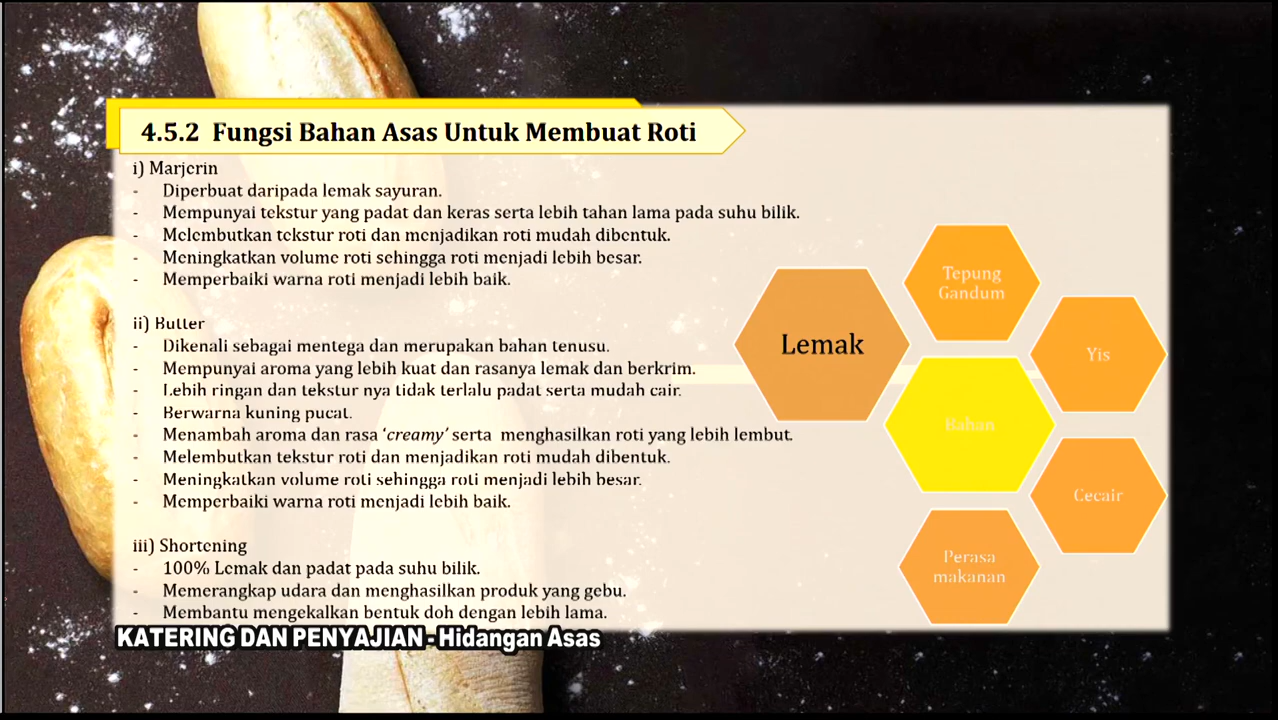 4.5.2 Fungsi Bahan Asas Untuk Membuat Roti
i) Marjerin
- Diperbuat daripada lemak sayuran.
- Mempunyai tekstur yang padat dan keras serta lebih tahan lama pada suhu bilik.
- Melembutkan tekstur roti dan menjadikan roti mudah dibentuk.
- Meningkatkan volume roti sehingga roti menjadi lebih besar.
- Memperbaiki warna roti menjadi lebih baik.
ii) Butter
- Dikenali sebagai mentega dan merupakan bahan tenusu.
- Mempunyai aroma yang lebih kuat dan rasanya lemak dan berkrim.
- Lebih ringan dan tekstur nya tidak terlalu padat serta mudah cair.
- Berwarna kuning pucat.
- Menambah aroma dan rasa ‘creamy’ serta menghasilkan roti yang lebih lembut.
- Melembutkan tekstur roti dan menjadikan roti mudah dibentuk.
- Meningkatkan volume roti sehingga roti menjadi lebih besar.
- Memperbaiki warna roti menjadi lebih baik.
iii) Shortening
- 100% Lemak dan padat pada suhu bilik.
- Memerangkap udara dan menghasilkan produk yang gebu.
- Membantu mengekalkan bentuk doh dengan lebih lama.
Lemak
Tepung
Gandum
Yis
Bahan
Cecair
Perasa
makanan
KATERING DAN PENYAJIAN - Hidangan Asas